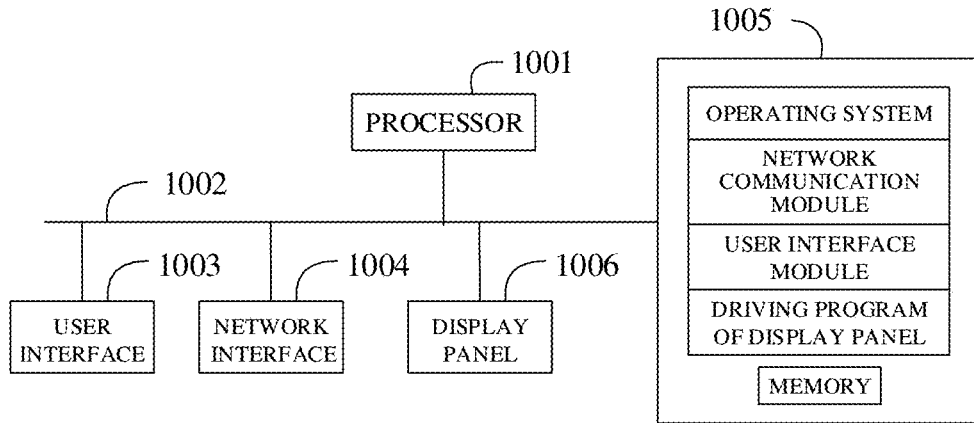 1005
1001
PROCESSOR
1002
1003
USER
INTERFACE
1004
NETWORK
INTERFACE
1006
DISPLAY
PANEL
OPERATING SYSTEM
NETWORK
COMMUNICATION
MODULE
USER INTERFACE
MODULE
DRIVING PROGRAM
OF DISPLAY PANEL
MEMORY